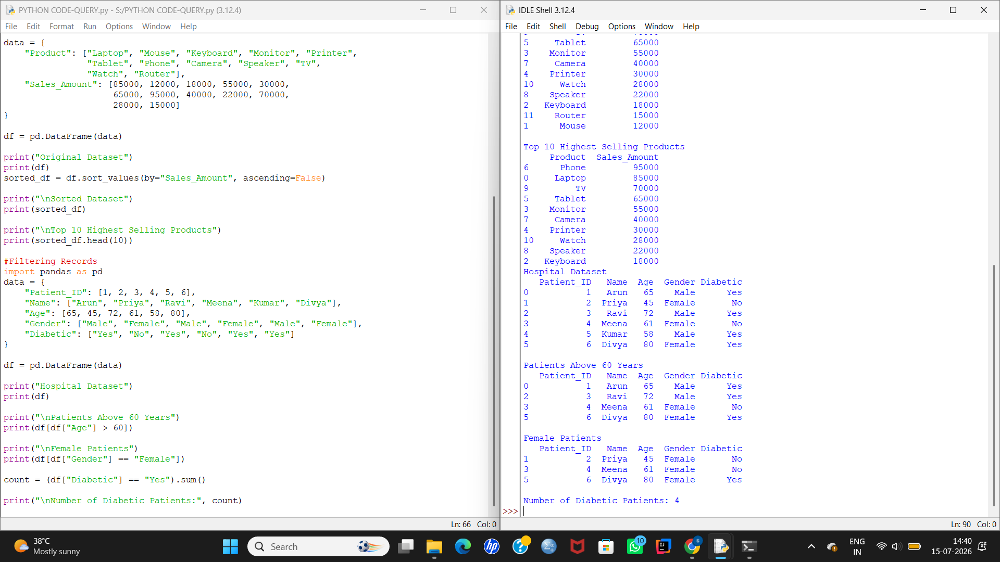 PYTHON CODE-QUERY.py - S:/PYTHON CODE-QUERY.py (3.12.4)
File Edit Format Run Options Window Help
data = {
    "Product": ["Laptop", "Mouse", "Keyboard", "Monitor", "Printer",
                "Tablet", "Phone", "Camera", "Speaker", "TV",
                "Watch", "Router"],
    "Sales_Amount": [85000, 12000, 18000, 55000, 30000,
                     65000, 95000, 40000, 22000, 70000,
                     28000, 15000]
}
df = pd.DataFrame(data)
print("Original Dataset")
print(df)
sorted_df = df.sort_values(by="Sales_Amount", ascending=False)
print("\nSorted Dataset")
print(sorted_df)
print("\nTop 10 Highest Selling Products")
print(sorted_df.head(10))
#Filtering Records
import pandas as pd
data = {
    "Patient_ID": [1, 2, 3, 4, 5, 6],
    "Name": ["Arun", "Priya", "Ravi", "Meena", "Kumar", "Divya"],
    "Age": [65, 45, 72, 61, 58, 80],
    "Gender": ["Male", "Female", "Male", "Female", "Male", "Female"],
    "Diabetic": ["Yes", "No", "Yes", "No", "Yes", "Yes"]
}
df = pd.DataFrame(data)
print("Hospital Dataset")
print(df)
print("\nPatients Above 60 Years")
print(df[df["Age"] > 60])
print("\nFemale Patients")
print(df[df["Gender"] == "Female"])
count = (df["Diabetic"] == "Yes").sum()
print("\nNumber of Diabetic Patients:", count)
Ln: 66 Col: 0
IDLE Shell 3.12.4
File Edit Shell Debug Options Window Help
5 Tablet 65000
3 Monitor 55000
7 Camera 40000
4 Printer 30000
10 Watch 28000
8 Speaker 22000
2 Keyboard 18000
11 Router 15000
1 Mouse 12000
Top 10 Highest Selling Products
Product Sales_Amount
6 Phone 95000
0 Laptop 85000
9 TV 70000
5 Tablet 65000
3 Monitor 55000
7 Camera 40000
4 Printer 30000
10 Watch 28000
8 Speaker 22000
2 Keyboard 18000
Hospital Dataset
Patient_ID Name Age Gender Diabetic
0 1 Arun 65 Male Yes
1 2 Priya 45 Female No
2 3 Ravi 72 Male Yes
3 4 Meena 61 Female No
4 5 Kumar 58 Male Yes
5 6 Divya 80 Female Yes
Patients Above 60 Years
Patient_ID Name Age Gender Diabetic
0 1 Arun 65 Male Yes
2 3 Ravi 72 Male Yes
3 4 Meena 61 Female No
5 6 Divya 80 Female Yes
Female Patients
Patient_ID Name Age Gender Diabetic
1 2 Priya 45 Female No
3 4 Meena 61 Female No
5 6 Divya 80 Female Yes
Number of Diabetic Patients: 4
>>>
Ln: 90 Col: 0
38°C
Mostly sunny
Search
hp
10
ENG
IN
14:40
15-07-2026